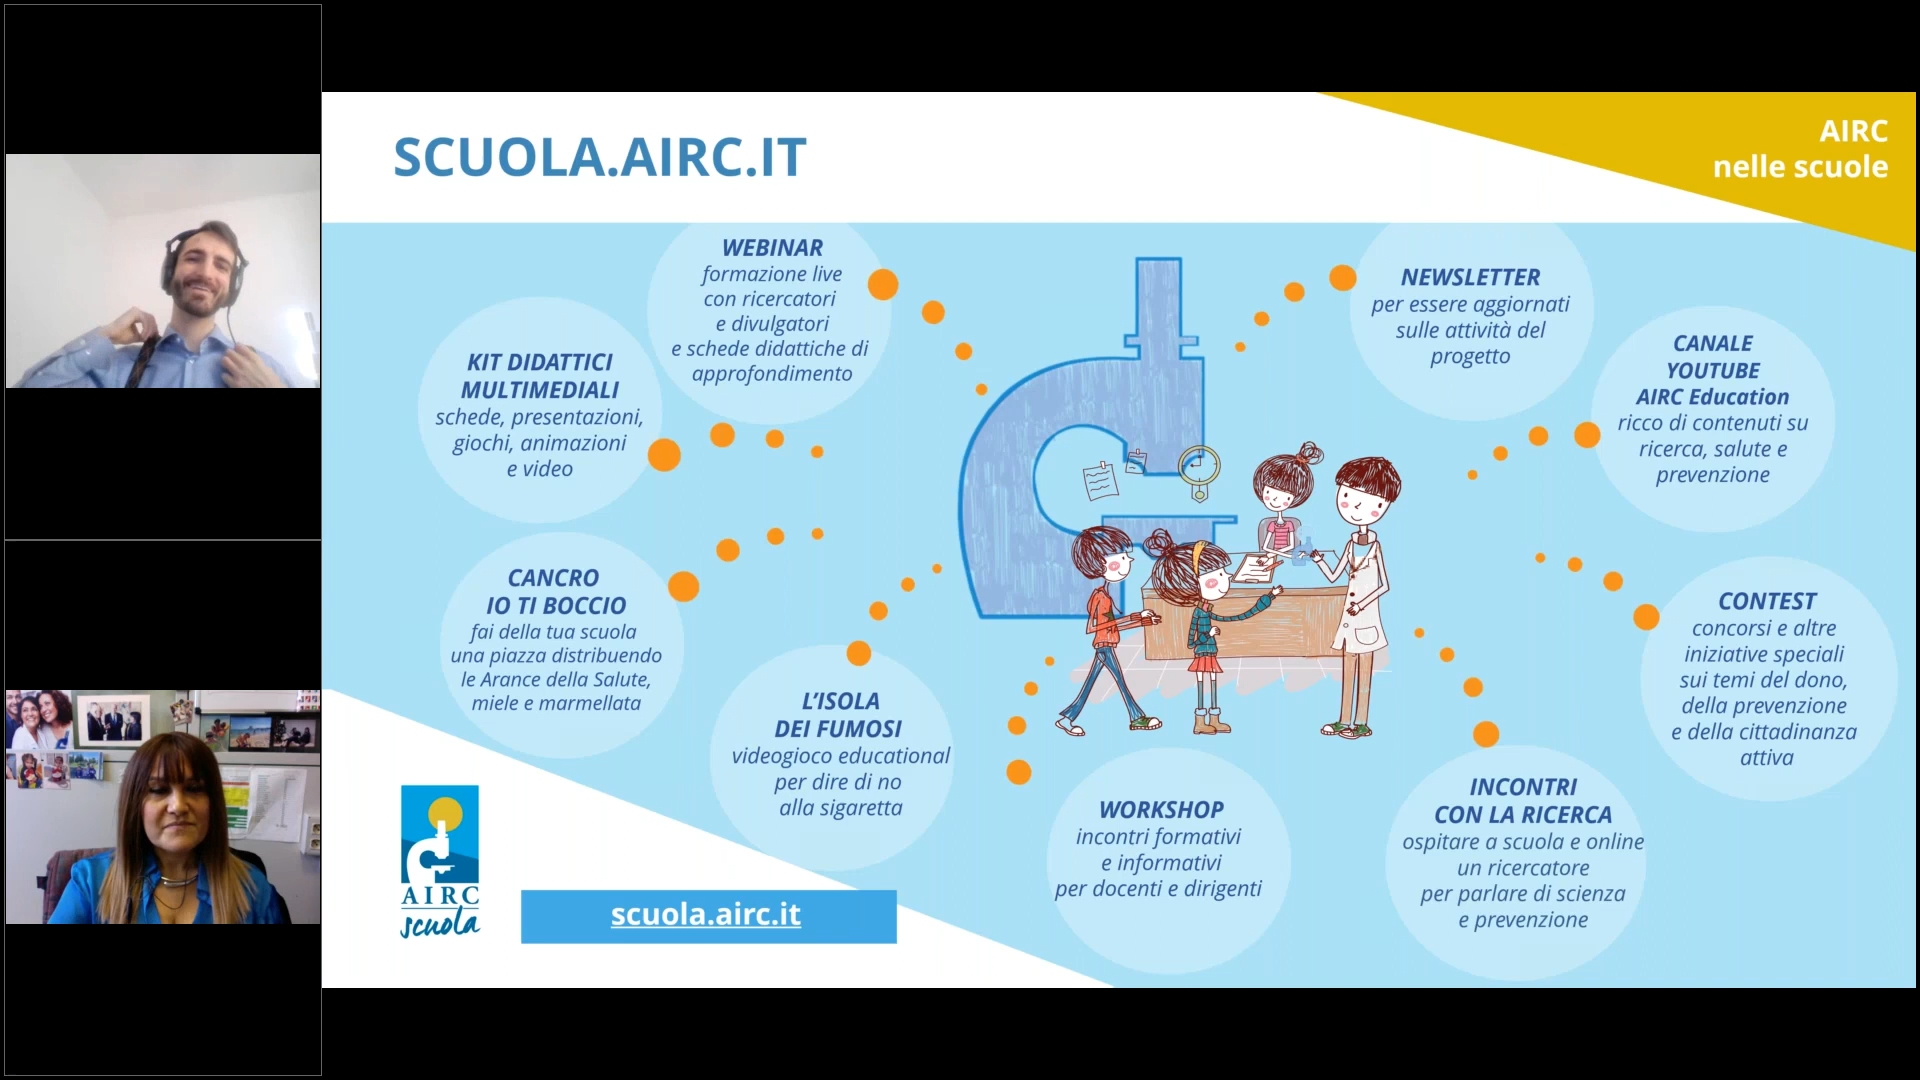 SCUOLA.AIRC.IT
AIRC
nelle scuole
WEBINAR
formazione live
con ricercatori
e divulgatori
e schede didattiche di
approfondimento
NEWSLETTER
per essere aggiornati
sulle attività del
progetto
KIT DIDATTICI
MULTIMEDIALI
schede, presentazioni,
giochi, animazioni
e video
CANALE
YOUTUBE
AIRC Education
ricco di contenuti su
ricerca, salute e
prevenzione
CANCRO
IO TI BOCCIO
fai della tua scuola
una piazza distribuendo
le Arance della Salute,
miele e marmellata
CONTEST
concorsi e altre
iniziative speciali
sui temi del dono,
della prevenzione
e della cittadinanza
attiva
L’ISOLA
DEI FUMOSI
videogioco educational
per dire di no
alla sigaretta
WORKSHOP
incontri formativi
e informativi
per docenti e dirigenti
INCONTRI
CON LA RICERCA
ospitare a scuola e online
un ricercatore
per parlare di scienza
e prevenzione
AIRC
scuola
scuola.airc.it